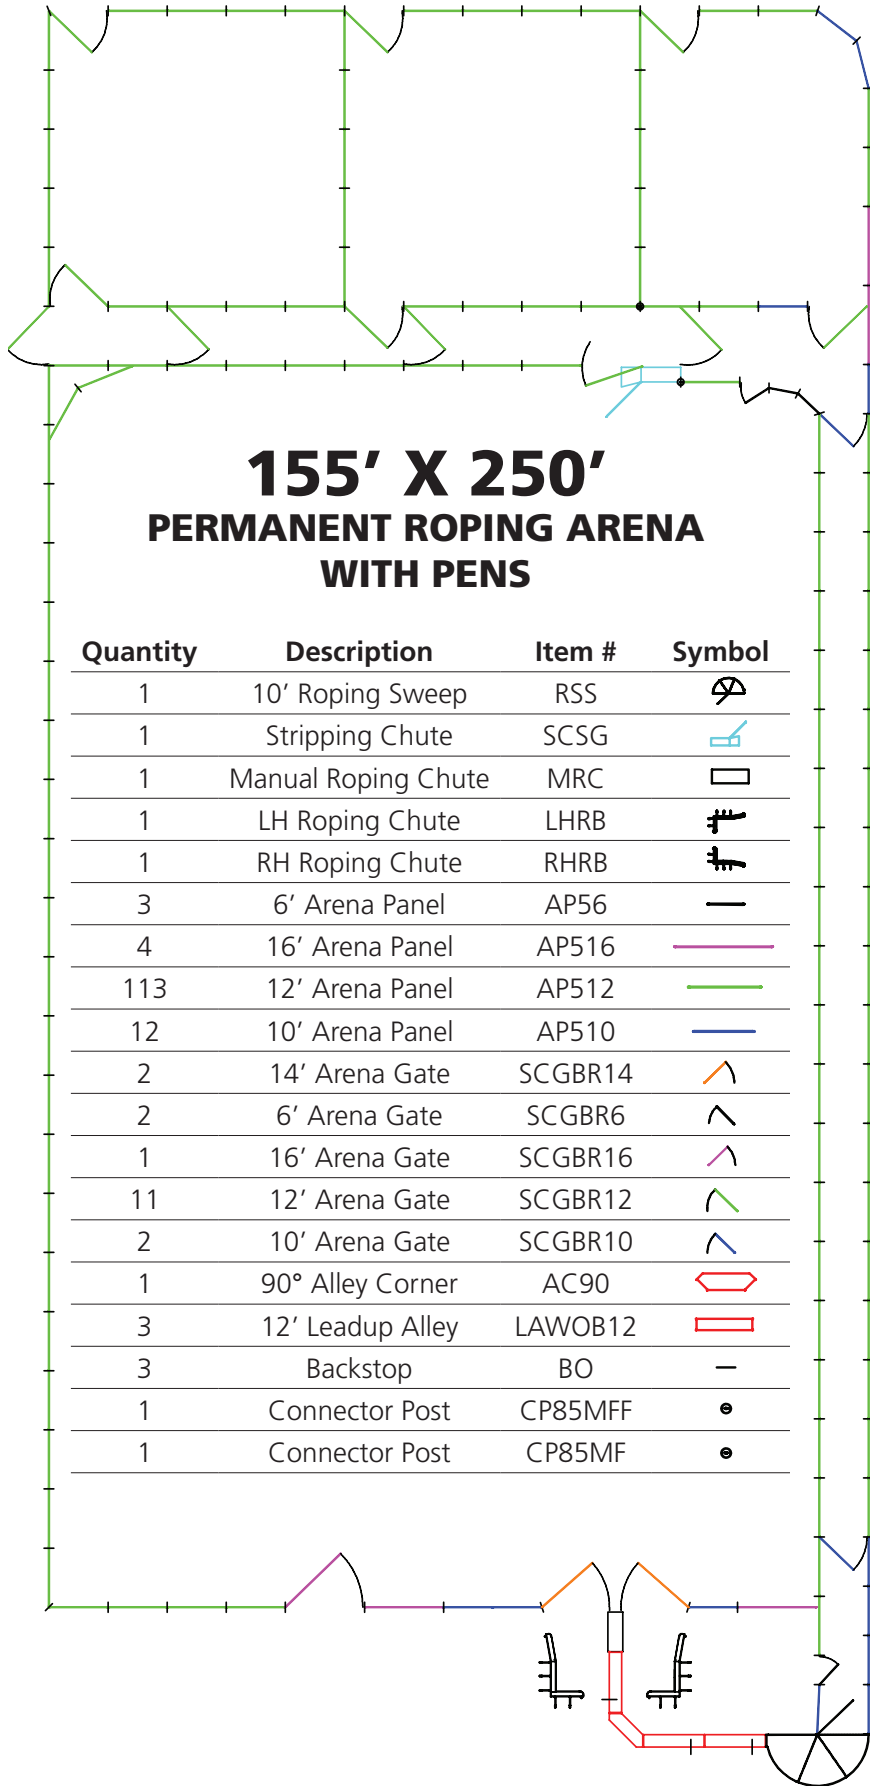 155’ X 250’
PERMANENT ROPING ARENA
WITH PENS
Quantity Description Item # Symbol
1 10’ Roping Sweep RSS
1 Stripping Chute SCSG
1 Manual Roping Chute MRC
1 LH Roping Chute LHRB
1 RH Roping Chute RHRB
3 6’ Arena Panel AP56
4 16’ Arena Panel AP516
113 12’ Arena Panel AP512
12 10’ Arena Panel AP510
2 14’ Arena Gate SCGBR14
2 6’ Arena Gate SCGBR6
1 16’ Arena Gate SCGBR16
11 12’ Arena Gate SCGBR12
2 10’ Arena Gate SCGBR10
1 90° Alley Corner AC90
3 12’ Leadup Alley LAWOB12
3 Backstop BO
1 Connector Post CP85MFF
1 Connector Post CP85MF